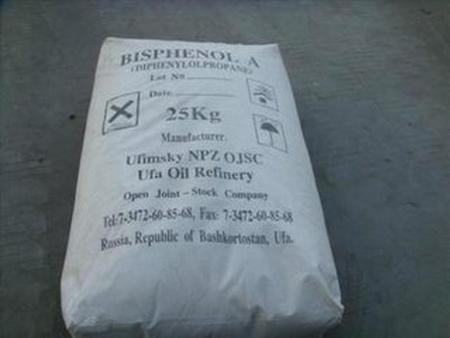 BISPHENOL A
(DIPHENYLOLPROPANE)
Lot No
Date.
25Kg
Manufacturer.
Ufimsky NPZ OJSC
Ufa Oil Refinery
Open Joint - Stock Company
Tel:7-3472-60-85-68, Fax: 7-3472-60-85-68
Russia, Republic of Bashkortostan, Ufa.